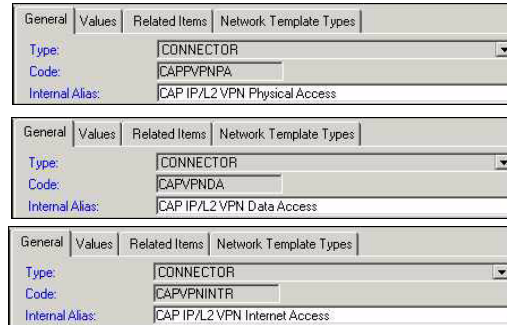 General Values Related Items Network Template Types
Type: CONNECTOR
Code: CAPPVPNPA
Internal Alias: CAP IP/L2 VPN Physical Access
General Values Related Items Network Template Types
Type: CONNECTOR
Code: CAPVPNDA
Internal Alias: CAP IP/L2 VPN Data Access
General Values Related Items Network Template Types
Type: CONNECTOR
Code: CAPVPNINTR
Internal Alias: CAP IP/L2 VPN Internet Access